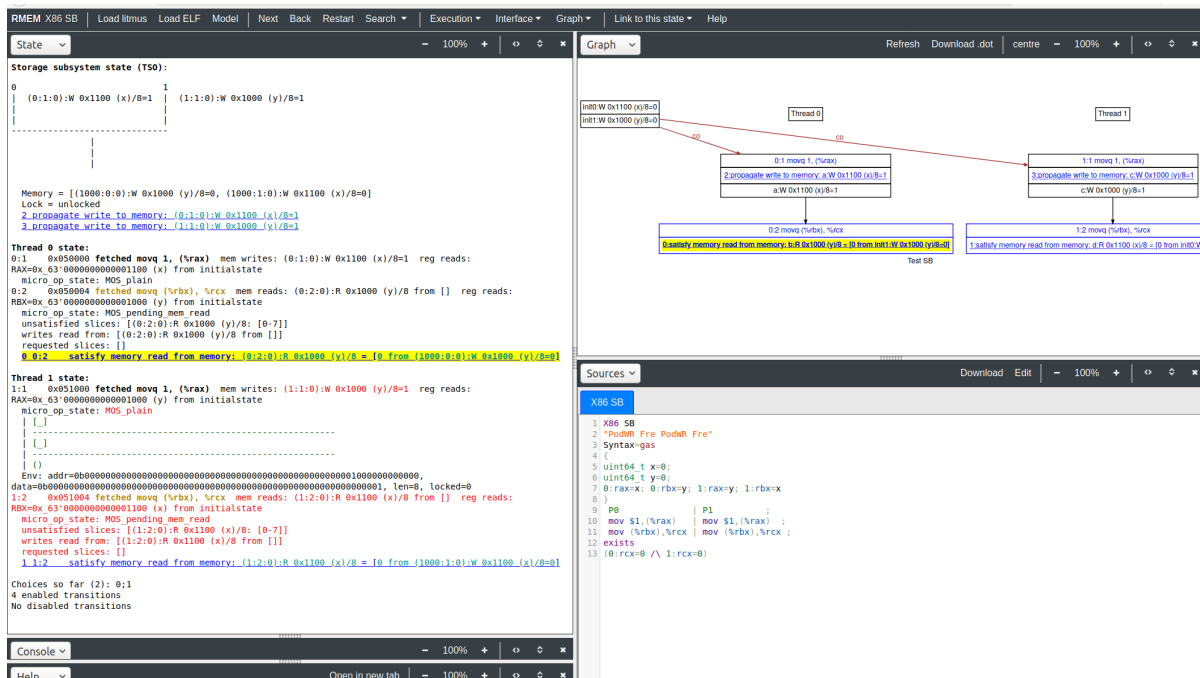 RMEM X86 SB Load litmus Load ELF Model Next Back Restart Search Execution Interface Graph Link to this state Help
State − 100% +
Storage subsystem state (TSO):
0 1
| (0:1:0):W 0x1100 (x)/8=1 | (1:1:0):W 0x1000 (y)/8=1
Memory = [(1000:0:0):W 0x1000 (y)/8=0, (1000:1:0):W 0x1100 (x)/8=0]
Lock = unlocked
2 propagate write to memory: (0:1:0):W 0x1100 (x)/8=1
3 propagate write to memory: (1:1:0):W 0x1000 (y)/8=1
Thread 0 state:
0:1 0x050000 fetched movq 1, (%rax) mem writes: (0:1:0):W 0x1100 (x)/8=1 reg reads:
RAX=0x_63'0000000000001100 (x) from initialstate
micro_op_state: MOS_plain
0:2 0x050004 fetched movq (%rbx), %rcx mem reads: (0:2:0):R 0x1000 (y)/8 from [] reg reads:
RBX=0x_63'0000000000001000 (y) from initialstate
micro_op_state: MOS_pending_mem_read
unsatisfied slices: [(0:2:0):R 0x1000 (y)/8: [0-7]]
writes read from: [(0:2:0):R 0x1000 (y)/8 from []]
requested slices: []
0 0:2 satisfy memory read from memory: (0:2:0):R 0x1000 (y)/8 = [0 from (1000:0:0):W 0x1000 (y)/8=0]
Thread 1 state:
1:1 0x051000 fetched movq 1, (%rax) mem writes: (1:1:0):W 0x1000 (y)/8=1 reg reads:
RAX=0x_63'0000000000001000 (y) from initialstate
micro_op_state: MOS_plain
| [_]
| ------------------------------------------------------
| [_]
| ------------------------------------------------------
| ()
data=0b0000000000000000000000000000000000000000000000000000000000000001, len=8, locked=0
1:2 0x051004 fetched movq (%rbx), %rcx mem reads: (1:2:0):R 0x1100 (x)/8 from [] reg reads:
RBX=0x_63'0000000000001100 (x) from initialstate
micro_op_state: MOS_pending_mem_read
unsatisfied slices: [(1:2:0):R 0x1100 (x)/8: [0-7]]
writes read from: [(1:2:0):R 0x1100 (x)/8 from []]
requested slices: []
1 1:2 satisfy memory read from memory: (1:2:0):R 0x1100 (x)/8 = [0 from (1000:1:0):W 0x1100 (x)/8=0]
Choices so far (2): 0;1
4 enabled transitions
No disabled transitions
Console − 100% +
Help Open in new tab − 100% +
Graph Refresh Download .dot centre − 100% +
init0:W 0x1100 (x)/8=0
init1:W 0x1000 (y)/8=0
Thread 0 Thread 1
co co
0:1 movq 1, (%rax)
2:propagate write to memory: a:W 0x1100 (x)/8=1
a:W 0x1100 (x)/8=1
1:1 movq 1, (%rax)
3:propagate write to memory: c:W 0x1000 (y)/8=1
c:W 0x1000 (y)/8=1
0:2 movq (%rbx), %rcx
0:satisfy memory read from memory: b:R 0x1000 (y)/8 = [0 from init1:W 0x1000 (y)/8=0]
1:2 movq (%rbx), %rcx
1:satisfy memory read from memory: d:R 0x1100 (x)/8 = [0 from init0:W
Test SB
Sources Download Edit − 100% +
X86 SB
1 X86 SB
2 "PodWR Fre PodWR Fre"
3 Syntax=gas
4 {
5 uint64_t x=0;
6 uint64_t y=0;
7 0:rax=x; 0:rbx=y; 1:rax=y; 1:rbx=x
8 }
9 P0 | P1 ;
10 mov $1,(%rax) | mov $1,(%rax) ;
11 mov (%rbx),%rcx | mov (%rbx),%rcx ;
12 exists
13 (0:rcx=0 /\ 1:rcx=0)